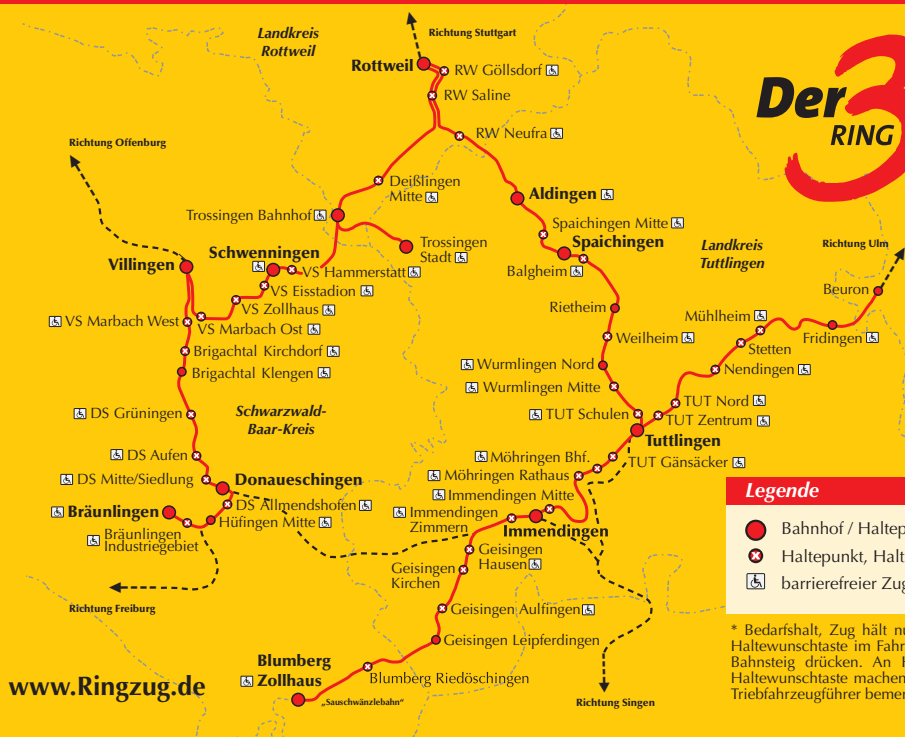 Landkreis
Rottweil
Richtung Stuttgart
Rottweil
RW Göllsdorf
RW Saline
RW Neufra
Der 3
RING
Richtung Offenburg
Deißlingen
Mitte
Aldingen
Trossingen Bahnhof
Spaichingen Mitte
Spaichingen
Trossingen
Stadt
Schwenningen
Landkreis
Tuttlingen
Richtung Ulm
Villingen
VS Hammerstatt
Balgheim
VS Eisstadion
Beuron
VS Zollhaus
Rietheim
Mühlheim
VS Marbach West
VS Marbach Ost
Weilheim
Fridingen
Stetten
Brigachtal Kirchdorf
Wurmlingen Nord
Nendingen
Brigachtal Klengen
Wurmlingen Mitte
TUT Nord
DS Grüningen
Schwarzwald-
Baar-Kreis
TUT Schulen
TUT Zentrum
Tuttlingen
DS Aufen
Möhringen Bhf.
TUT Gänsäcker
DS Mitte/Siedlung
Donaueschingen
Möhringen Rathaus
Immendingen Mitte
DS Allmendshofen
Bräunlingen
Hüfingen Mitte
Immendingen
Zimmern
Immendingen
Bräunlingen
Industriegebiet
Geisingen
Hausen
Geisingen
Kirchen
Richtung Freiburg
Geisingen Aulfingen
Geisingen Leipferdingen
Blumberg
Zollhaus
Blumberg Riedöschingen
www.Ringzug.de
„Sauschwänzlebahn“
Richtung Singen
Legende
Bahnhof / Haltep
Haltepunkt, Halt
barrierefreier Zug
* Bedarfshalt, Zug hält nu
Haltewunschtaste im Fahr
Bahnsteig drücken. An H
Haltewunschtaste machen
Triebfahrzeugführer bemer